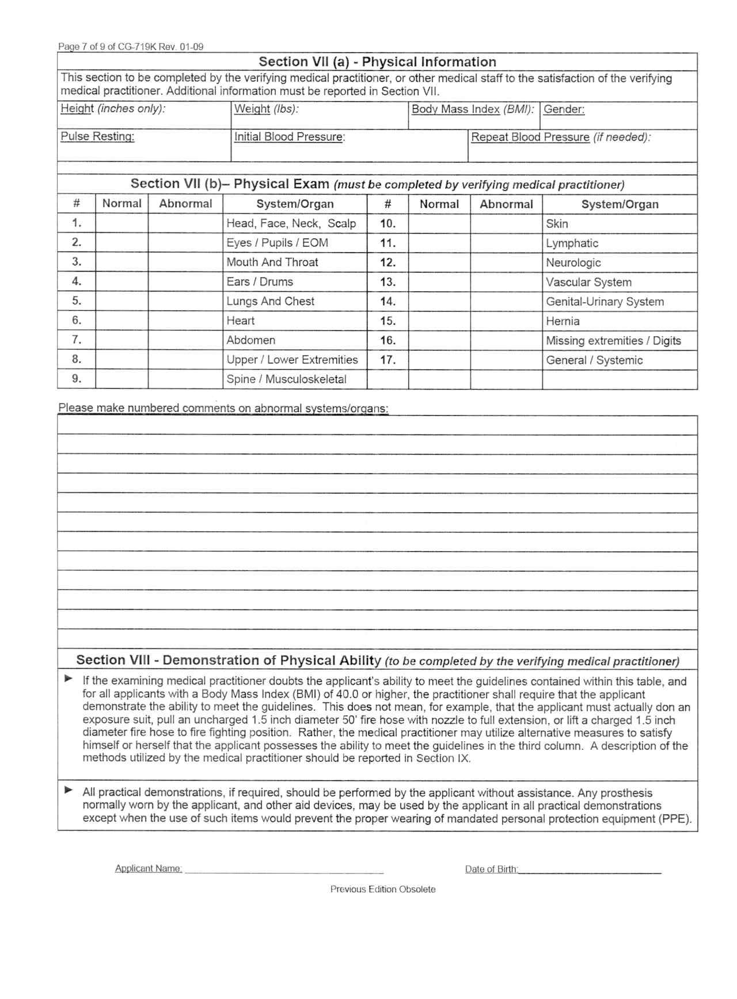 Page 7 of 9 of CG-719K Rev. 01-09
Section VII (a) - Physical Information
This section to be completed by the verifying medical practitioner, or other medical staff to the satisfaction of the verifying
medical practitioner. Additional information must be reported in Section VII.
Height (inches only): Weight (lbs): Body Mass Index (BMI): Gender:
Pulse Resting: Initial Blood Pressure: Repeat Blood Pressure (if needed):
Section VII (b)– Physical Exam (must be completed by verifying medical practitioner)
# Normal Abnormal System/Organ # Normal Abnormal System/Organ
1. Head, Face, Neck, Scalp 10. Skin
2. Eyes / Pupils / EOM 11. Lymphatic
3. Mouth And Throat 12. Neurologic
4. Ears / Drums 13. Vascular System
5. Lungs And Chest 14. Genital-Urinary System
6. Heart 15. Hernia
7. Abdomen 16. Missing extremities / Digits
8. Upper / Lower Extremities 17. General / Systemic
9. Spine / Musculoskeletal
Please make numbered comments on abnormal systems/organs:
Section VIII - Demonstration of Physical Ability (to be completed by the verifying medical practitioner)
► If the examining medical practitioner doubts the applicant's ability to meet the guidelines contained within this table, and
for all applicants with a Body Mass Index (BMI) of 40.0 or higher, the practitioner shall require that the applicant
demonstrate the ability to meet the guidelines. This does not mean, for example, that the applicant must actually don an
exposure suit, pull an uncharged 1.5 inch diameter 50' fire hose with nozzle to full extension, or lift a charged 1.5 inch
diameter fire hose to fire fighting position. Rather, the medical practitioner may utilize alternative measures to satisfy
himself or herself that the applicant possesses the ability to meet the guidelines in the third column. A description of the
methods utilized by the medical practitioner should be reported in Section IX.
► All practical demonstrations, if required, should be performed by the applicant without assistance. Any prosthesis
normally worn by the applicant, and other aid devices, may be used by the applicant in all practical demonstrations
except when the use of such items would prevent the proper wearing of mandated personal protection equipment (PPE).
Applicant Name: Date of Birth:
Previous Edition Obsolete